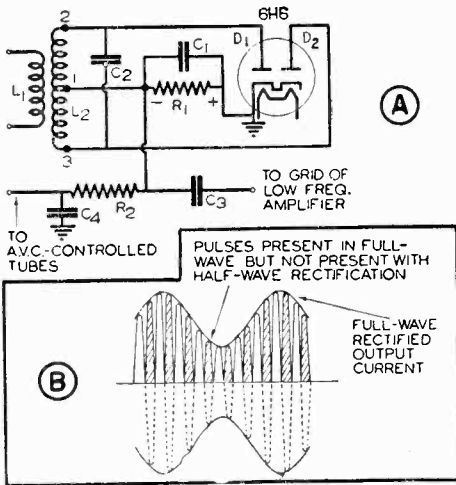 6H6
2
C1
D1
D2
C2
1
L1
L2
- R1 +
3
A
TO GRID OF
LOW FREQ.
AMPLIFIER
C3
R2
C4
TO
A.V.C.-CONTROLLED
TUBES
PULSES PRESENT IN FULL-
WAVE BUT NOT PRESENT WITH
HALF-WAVE RECTIFICATION
FULL-WAVE
RECTIFIED
OUTPUT
CURRENT
B